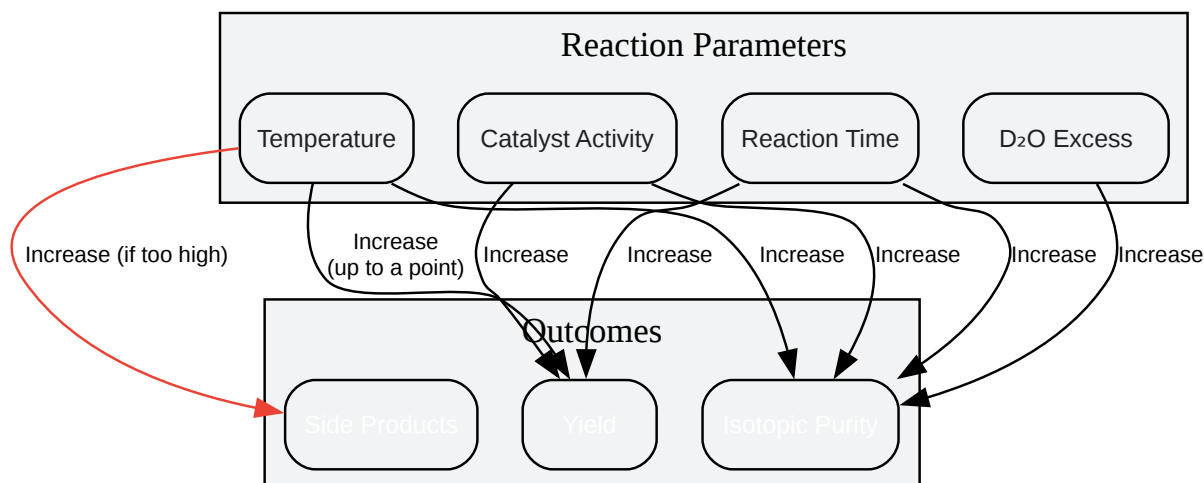 Reaction Parameters
Temperature
Catalyst Activity
Reaction Time
D₂O Excess
Increase (if too high)
Increase
(up to a point)
Increase
Increase
Increase
Increase
Increase
Increase
Outcomes
Side Products
Yield
Isotopic Purity